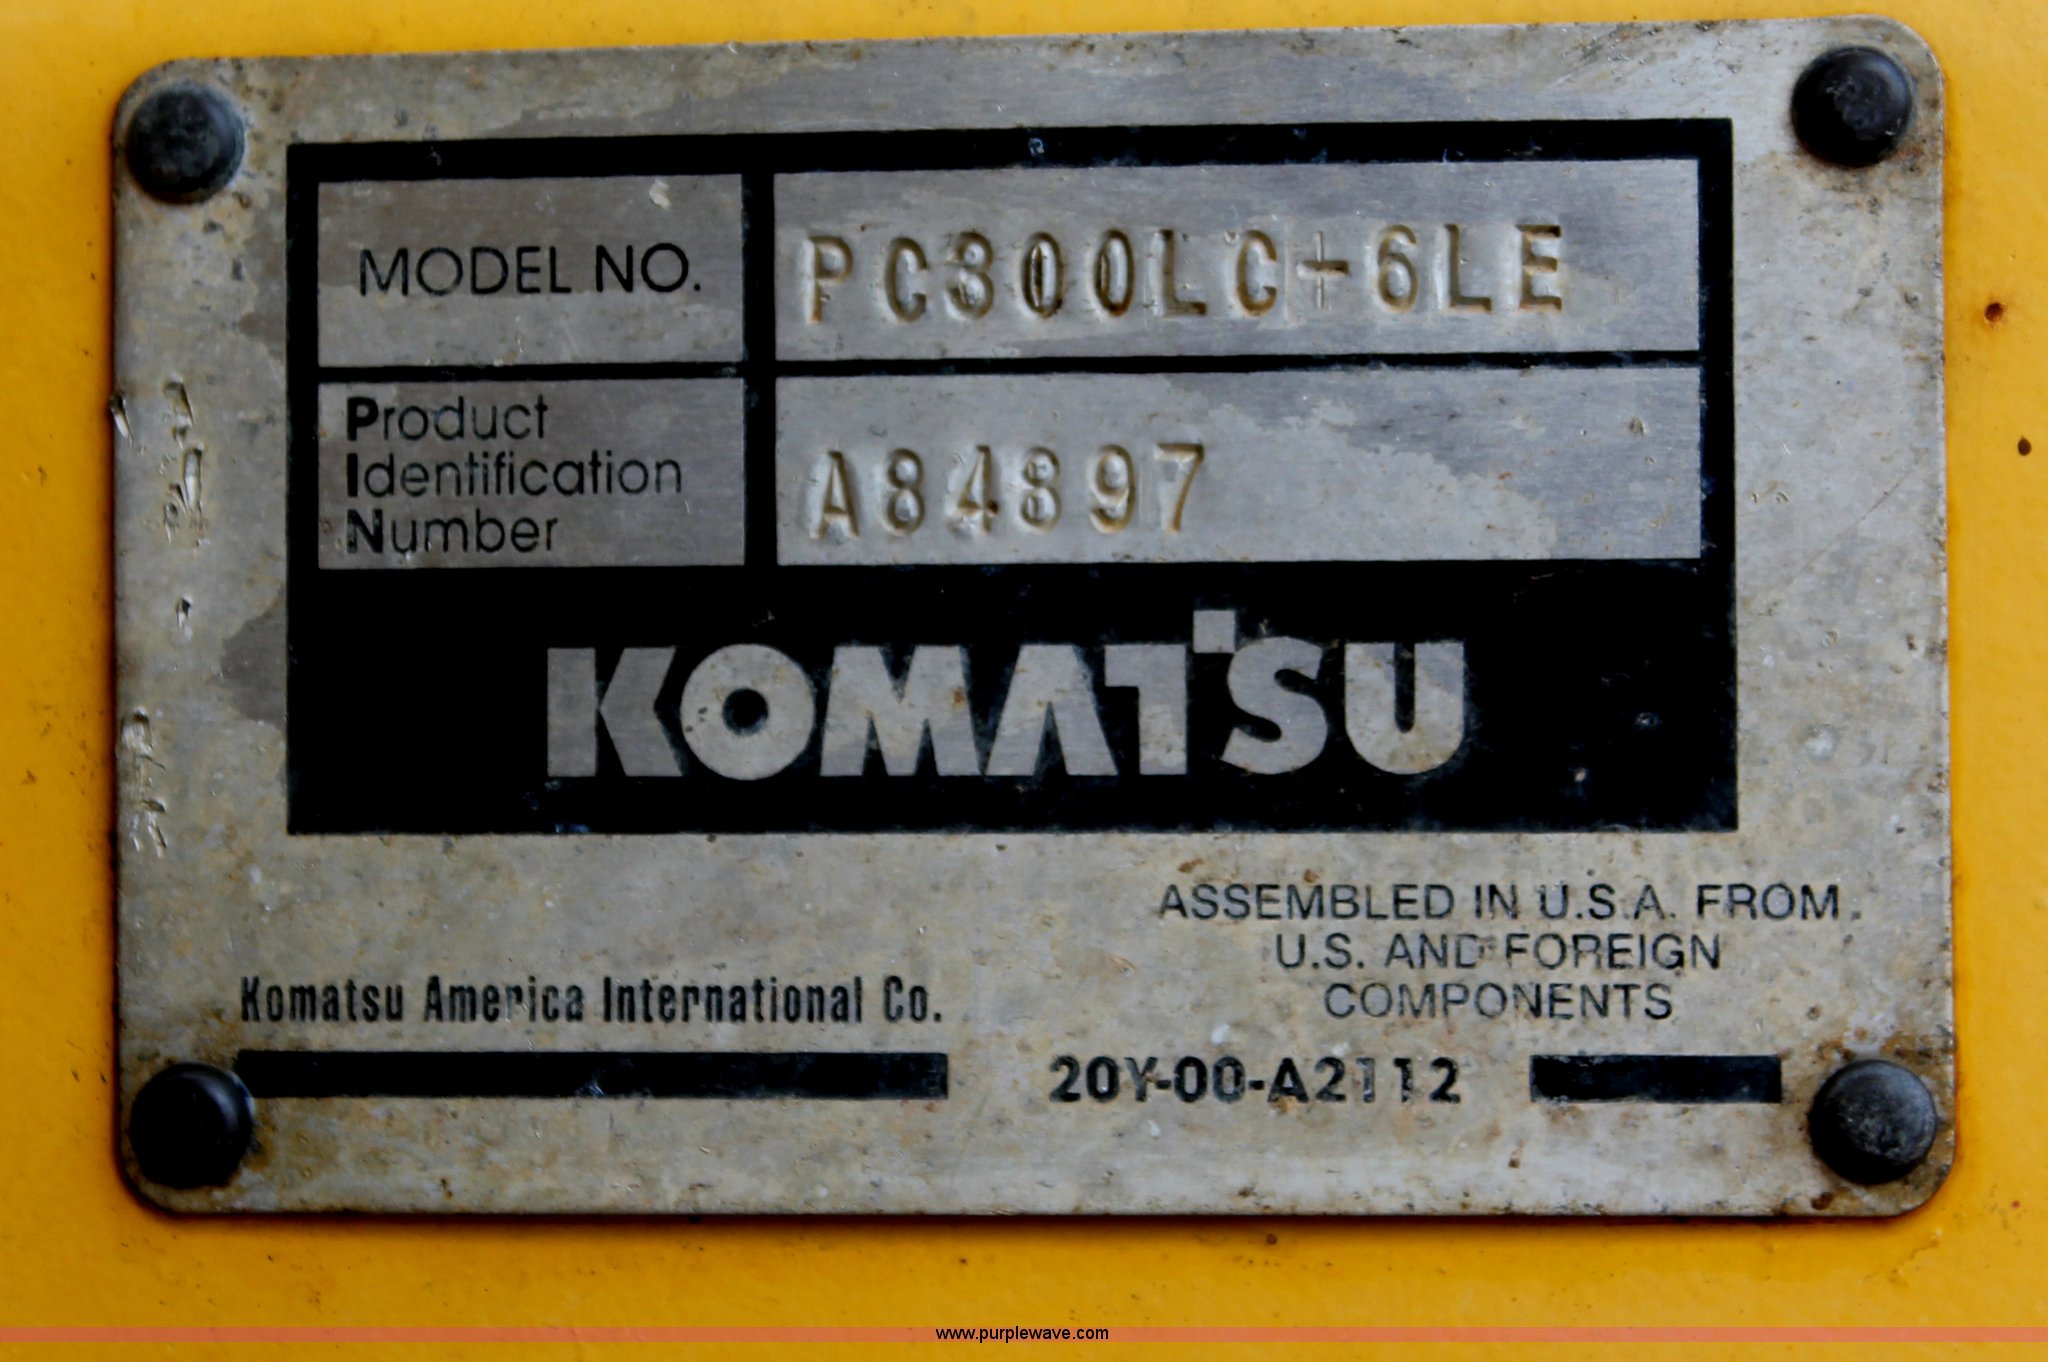 MODEL NO. PC300LC-6LE
Product
Identification
Number
A84897
KOMATSU
ASSEMBLED IN U.S.A. FROM
U.S. AND FOREIGN
COMPONENTS
Komatsu America International Co.
20Y-00-A2112
www.purplewave.com